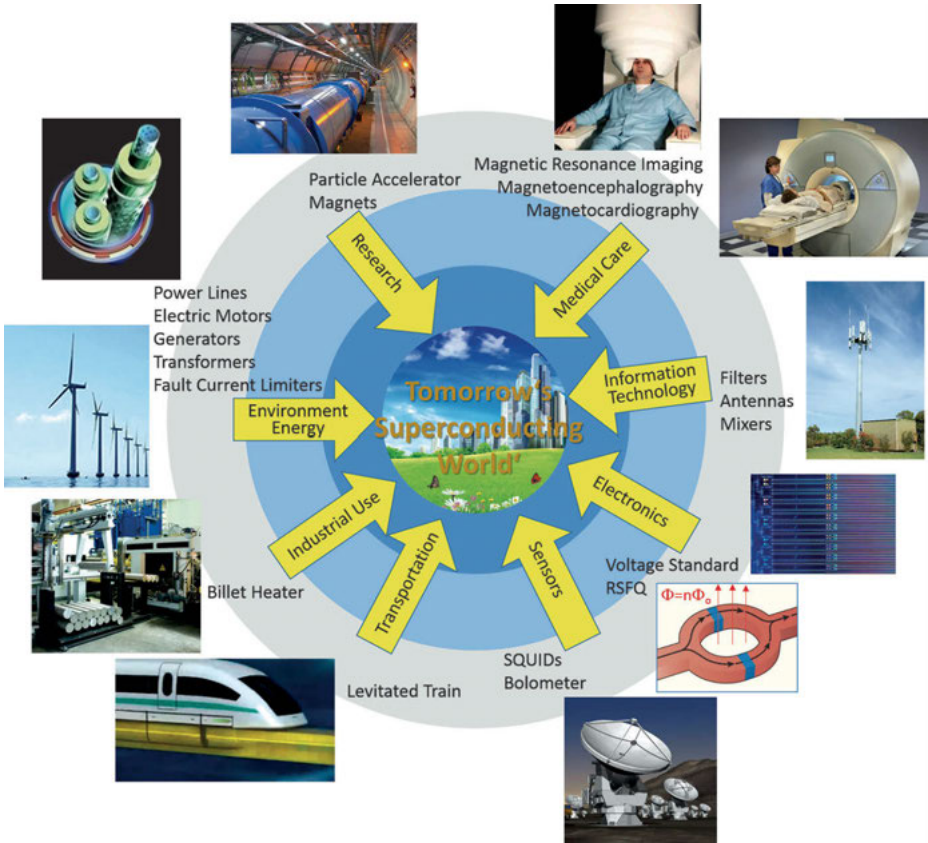 Particle Accelerator
Magnets
Magnetic Resonance Imaging
Magnetoencephalography
Magnetocardiography
Research
Medical Care
Power Lines
Electric Motors
Generators
Transformers
Fault Current Limiters
Information
Technology
Filters
Antennas
Mixers
Environment
Energy
Tomorrow's
Superconducting
World'
Industrial Use
Electronics
Transportation
Sensors
Billet Heater
Voltage Standard
RSFQ
Φ=nΦₒ
Levitated Train
SQUIDs
Bolometer